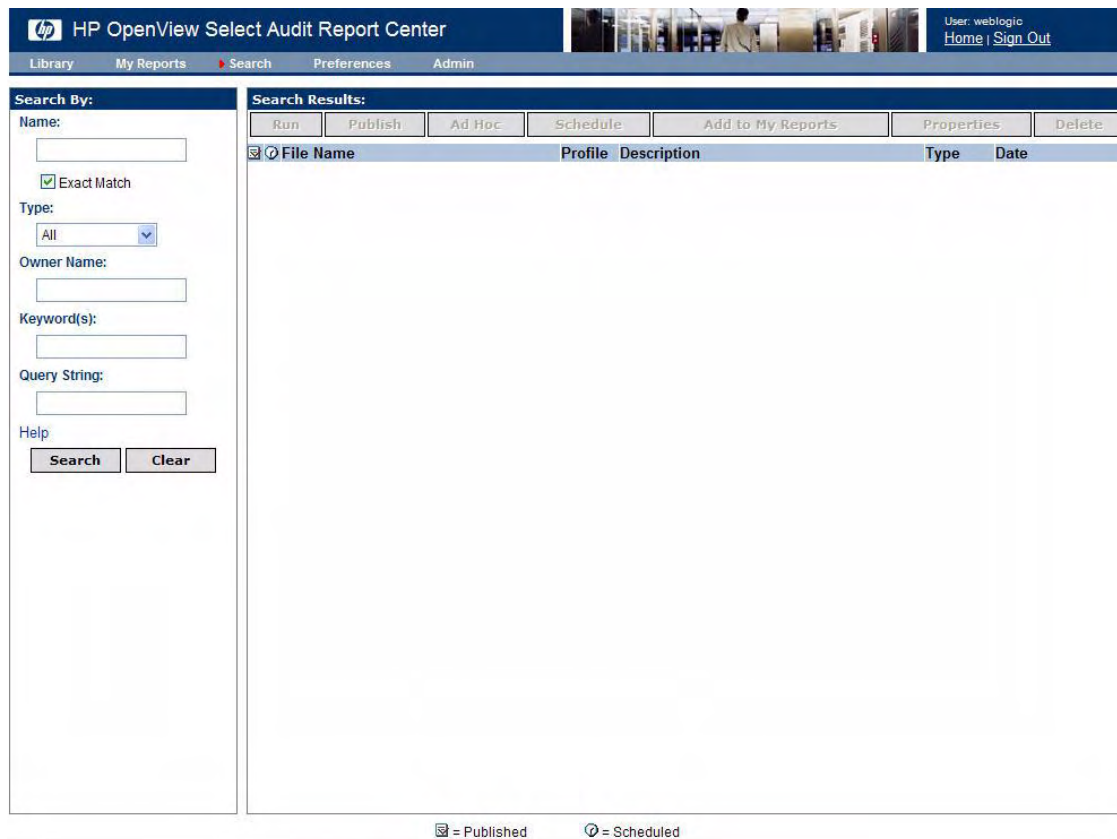 hp HP OpenView Select Audit Report Center
User: weblogic
Home | Sign Out
Library My Reports Search Preferences Admin
Search By:
Name:
Exact Match
Type:
All
Owner Name:
Keyword(s):
Query String:
Help
Search Clear
Search Results:
Run Publish Ad Hoc Schedule Add to My Reports Properties Delete
File Name Profile Description Type Date
= Published = Scheduled